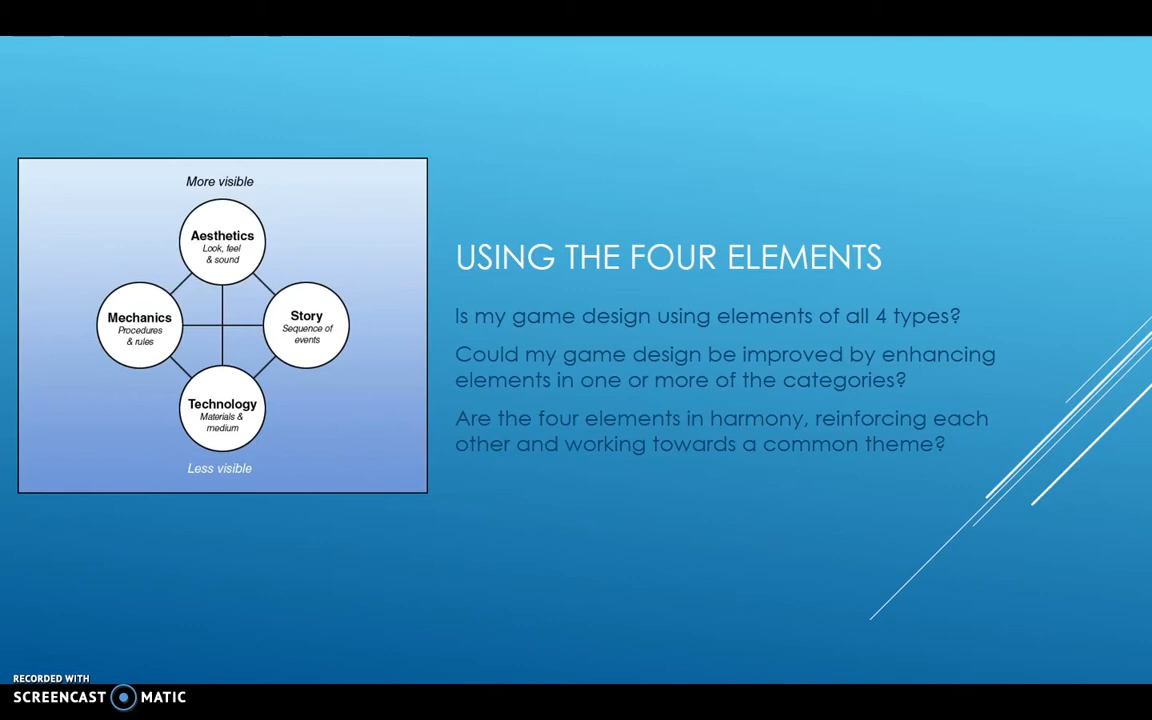 More visible
Aesthetics
Look, feel
& sound
Mechanics
Procedures
& rules
Story
Sequence of
events
Technology
Materials &
medium
Less visible
USING THE FOUR ELEMENTS
Is my game design using elements of all 4 types?
Could my game design be improved by enhancing
elements in one or more of the categories?
Are the four elements in harmony, reinforcing each
other and working towards a common theme?
RECORDED WITH
SCREENCAST MATIC